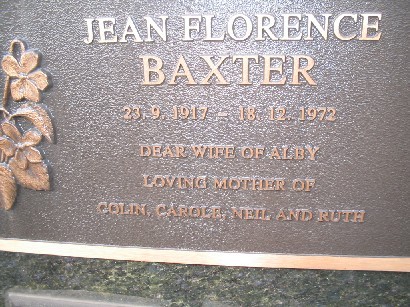 JEAN FLORENCE
BAXTER
23. 9. 1917 – 18. 12. 1972
DEAR WIFE OF ALBY
LOVING MOTHER OF
COLIN, CAROLE, NEIL AND RUTH